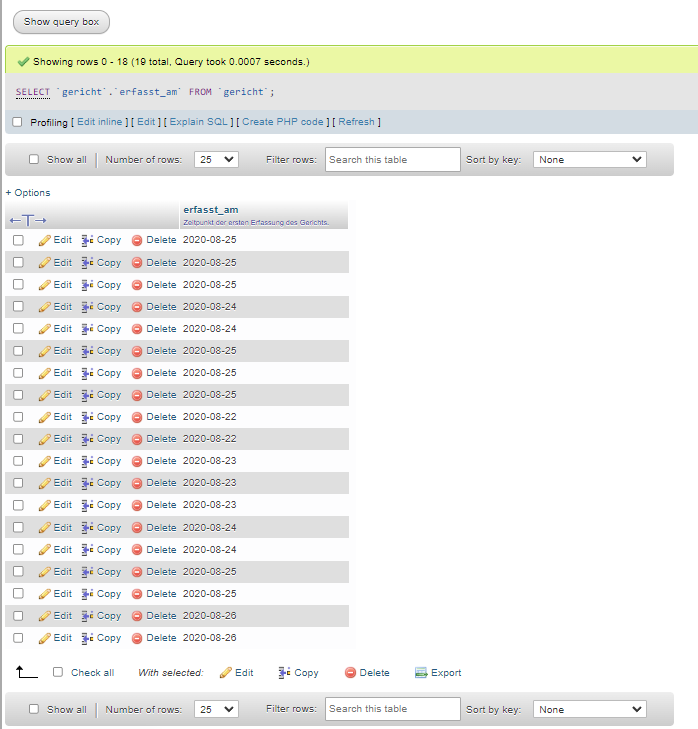 Show query box
Showing rows 0 - 18 (19 total, Query took 0.0007 seconds.)
SELECT `gericht`.`erfasst_am` FROM `gericht`;
Profiling [ Edit inline ] [ Edit ] [ Explain SQL ] [ Create PHP code ] [ Refresh ]
Show all | Number of rows: 25 Filter rows: Search this table Sort by key: None
+ Options
←T→ erfasst_am
Zeitpunkt der ersten Erfassung des Gerichts.
Edit Copy Delete 2020-08-25
Edit Copy Delete 2020-08-25
Edit Copy Delete 2020-08-25
Edit Copy Delete 2020-08-24
Edit Copy Delete 2020-08-24
Edit Copy Delete 2020-08-25
Edit Copy Delete 2020-08-25
Edit Copy Delete 2020-08-25
Edit Copy Delete 2020-08-22
Edit Copy Delete 2020-08-22
Edit Copy Delete 2020-08-23
Edit Copy Delete 2020-08-23
Edit Copy Delete 2020-08-23
Edit Copy Delete 2020-08-24
Edit Copy Delete 2020-08-24
Edit Copy Delete 2020-08-25
Edit Copy Delete 2020-08-25
Edit Copy Delete 2020-08-26
Edit Copy Delete 2020-08-26
Check all With selected: Edit Copy Delete Export
Show all | Number of rows: 25 Filter rows: Search this table Sort by key: None